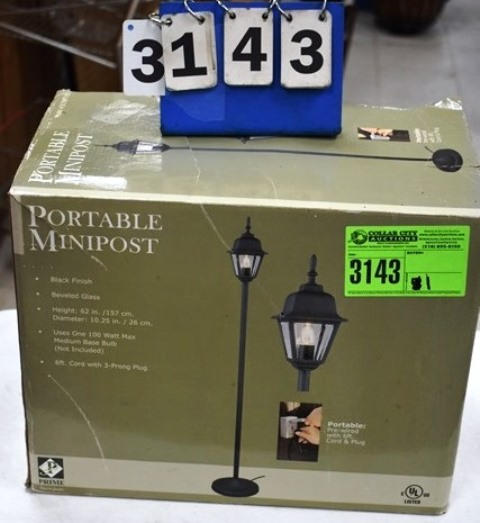 3143
PORTABLE
MINIPOST
PORTABLE
MINIPOST
Black Finish
Beveled Glass
Height: 62 in. /157 cm.
Diameter: 10.25 in. / 26 cm.
Uses One 100 Watt Max
Medium Base Bulb
(Not Included)
6ft. Cord with 3-Prong Plug
COLLAR CITY
AUCTIONS
3143
Portable:
Pre-wired
with 6ft.
Cord & Plug
PRIME
C UL US
LISTED